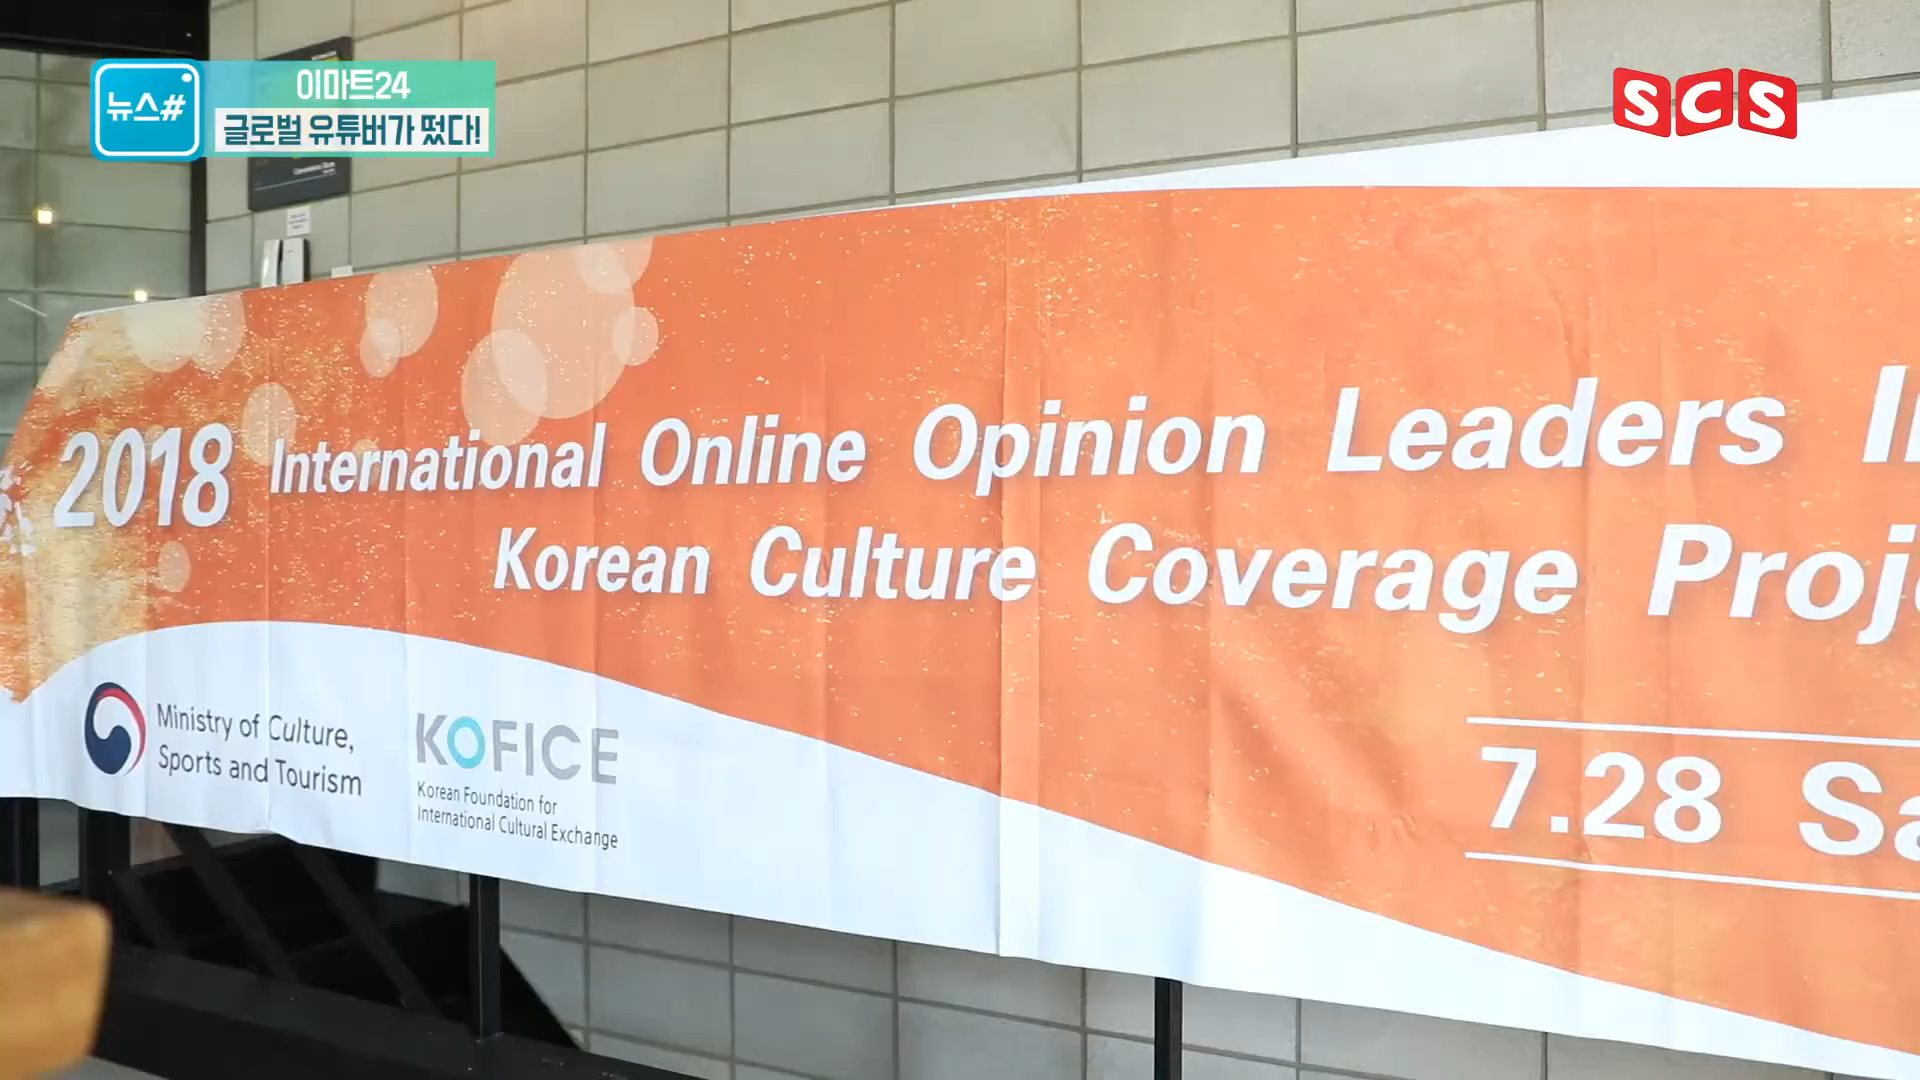 뉴스#
이마트24
글로벌 유튜버가 떴다!
SCS
2018 International Online Opinion Leaders
Korean Culture Coverage
7.28
Ministry of Culture,
Sports and Tourism
KOFICE
Korean Foundation for
International Cultural Exchange